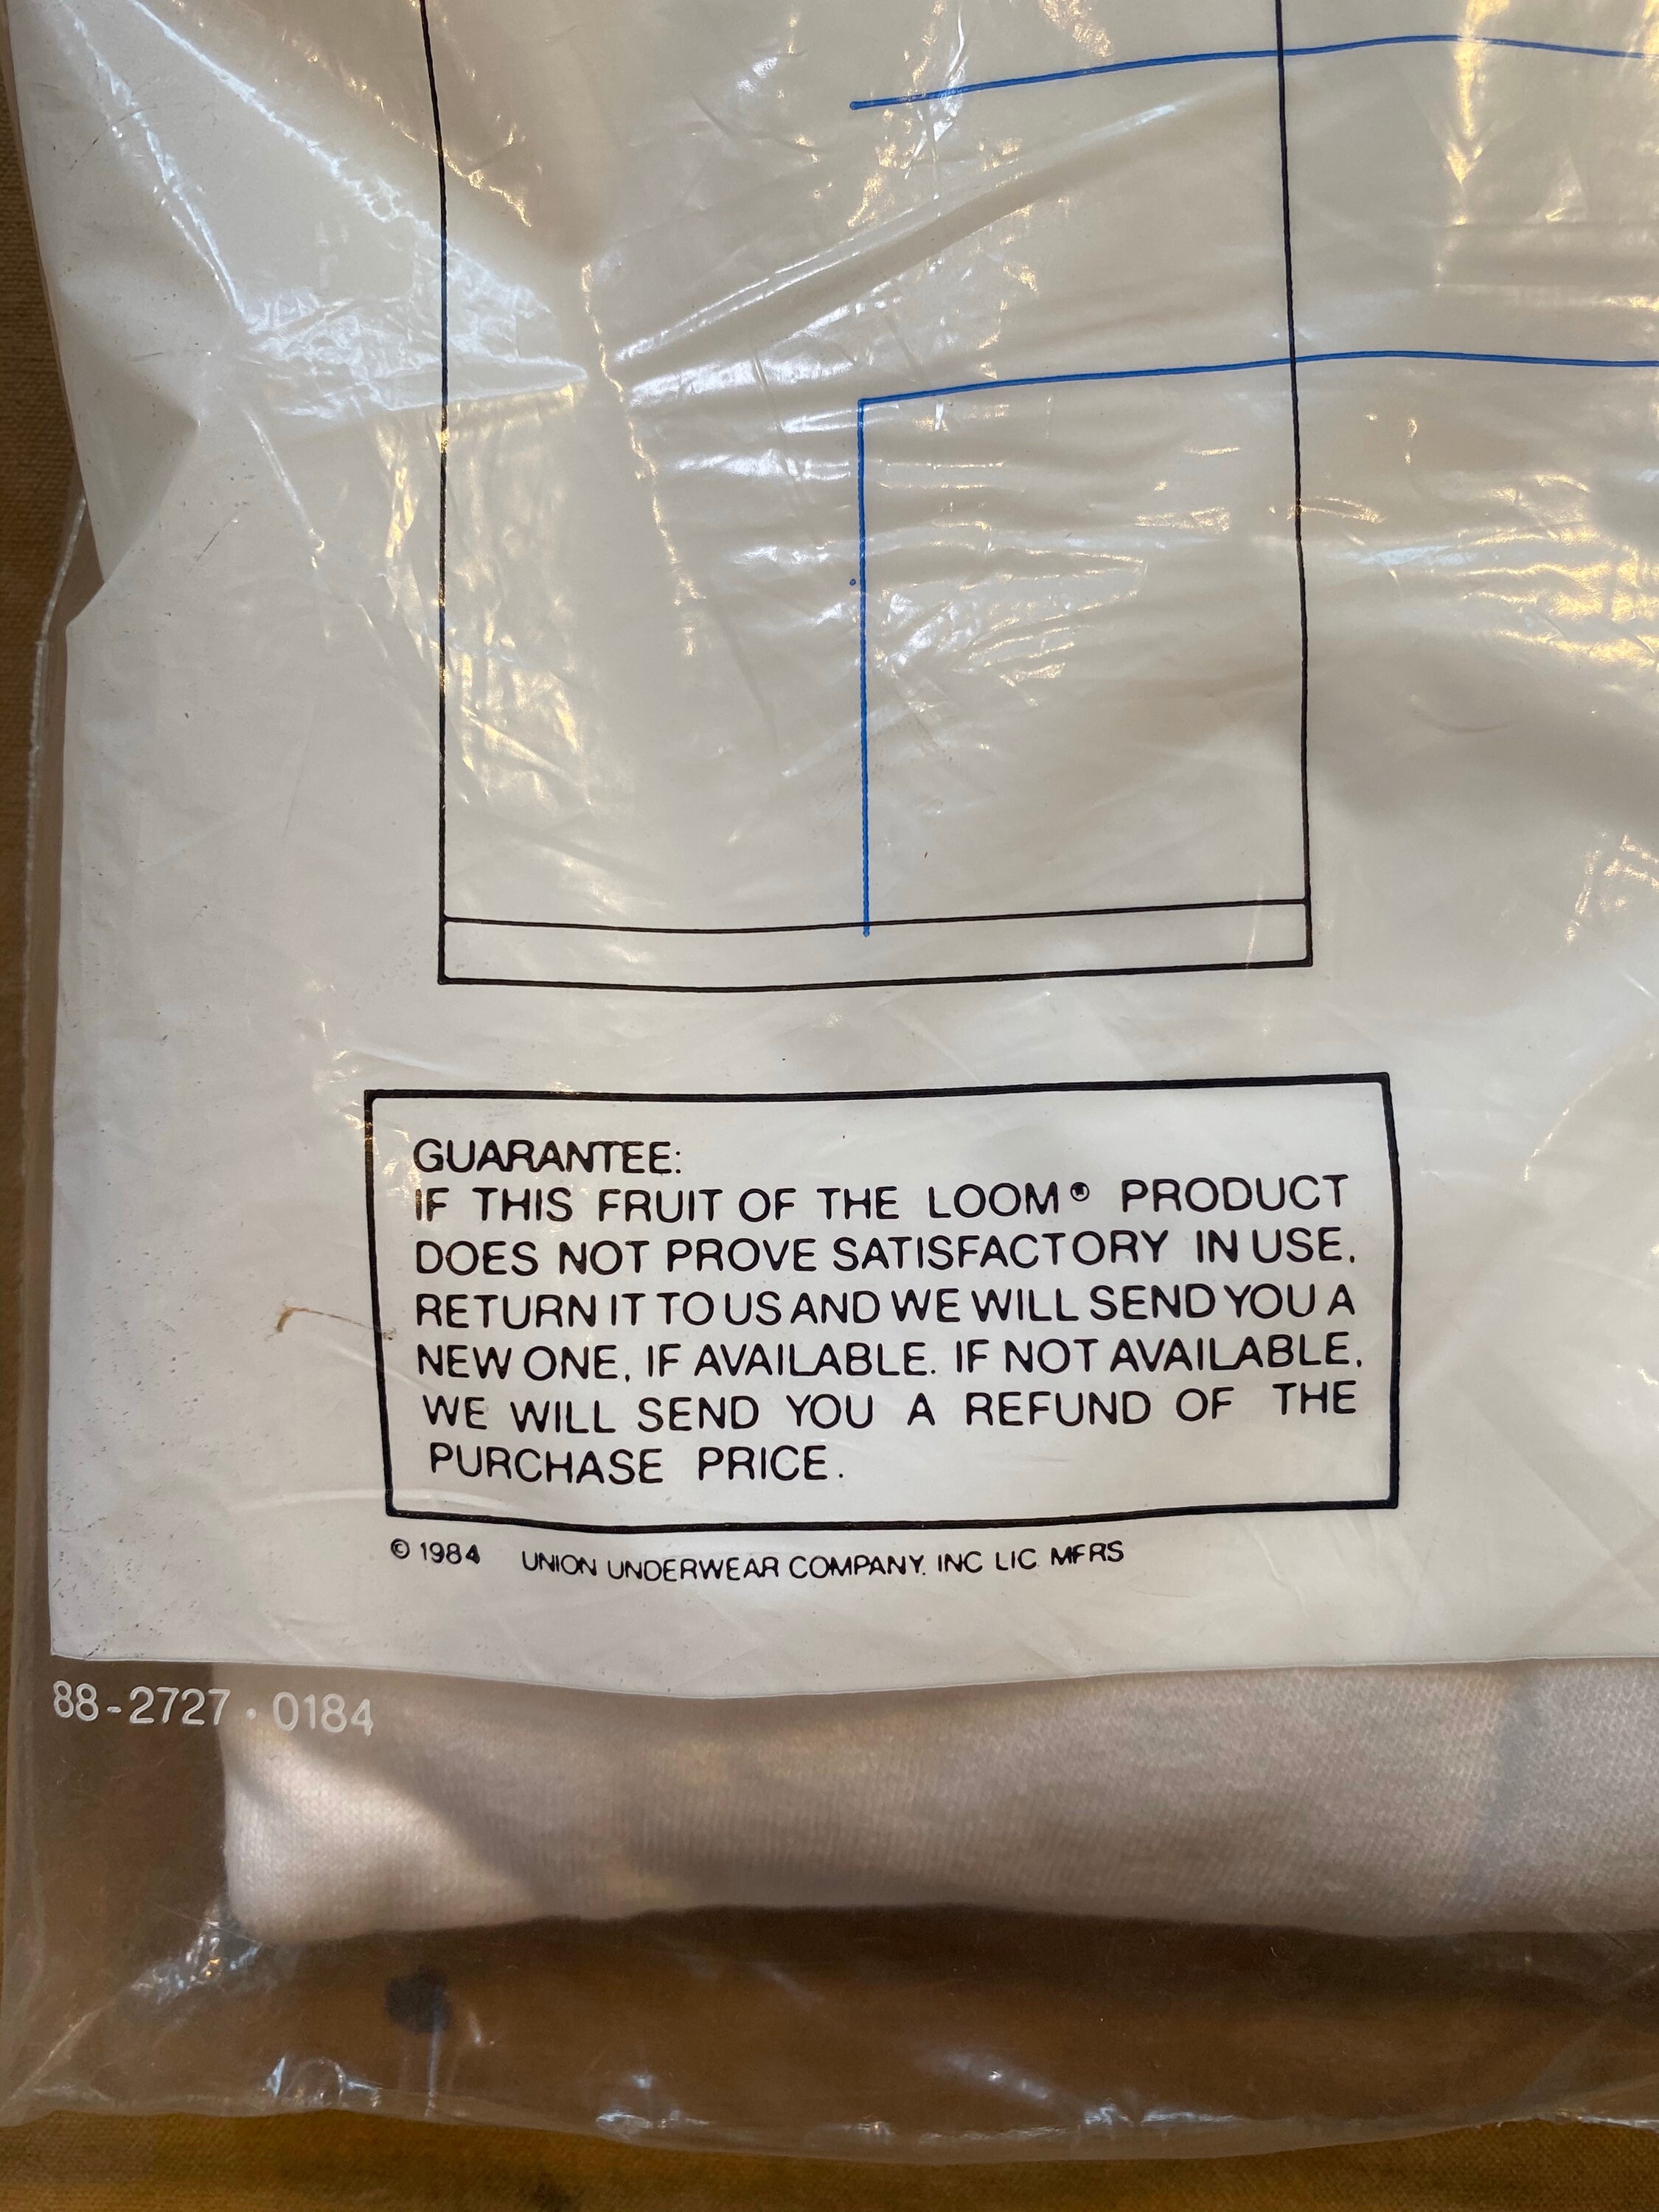 GUARANTEE:
IF THIS FRUIT OF THE LOOM® PRODUCT
DOES NOT PROVE SATISFACTORY IN USE,
RETURN IT TO US AND WE WILL SEND YOU A
NEW ONE, IF AVAILABLE. IF NOT AVAILABLE,
WE WILL SEND YOU A REFUND OF THE
PURCHASE PRICE.
© 1984 UNION UNDERWEAR COMPANY, INC LIC MFRS
88-2727 · 0184